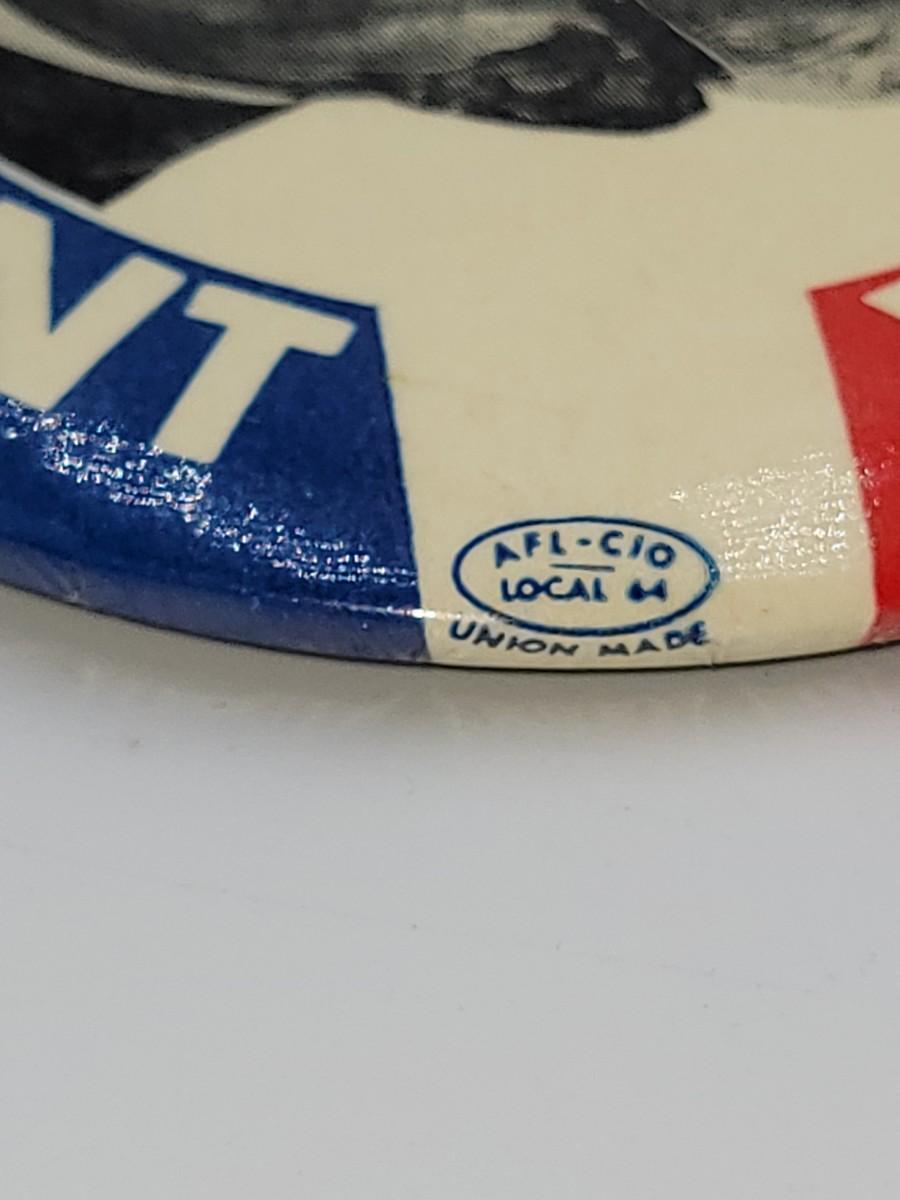 NT
AFL-CIO
LOCAL 64
UNION MADE